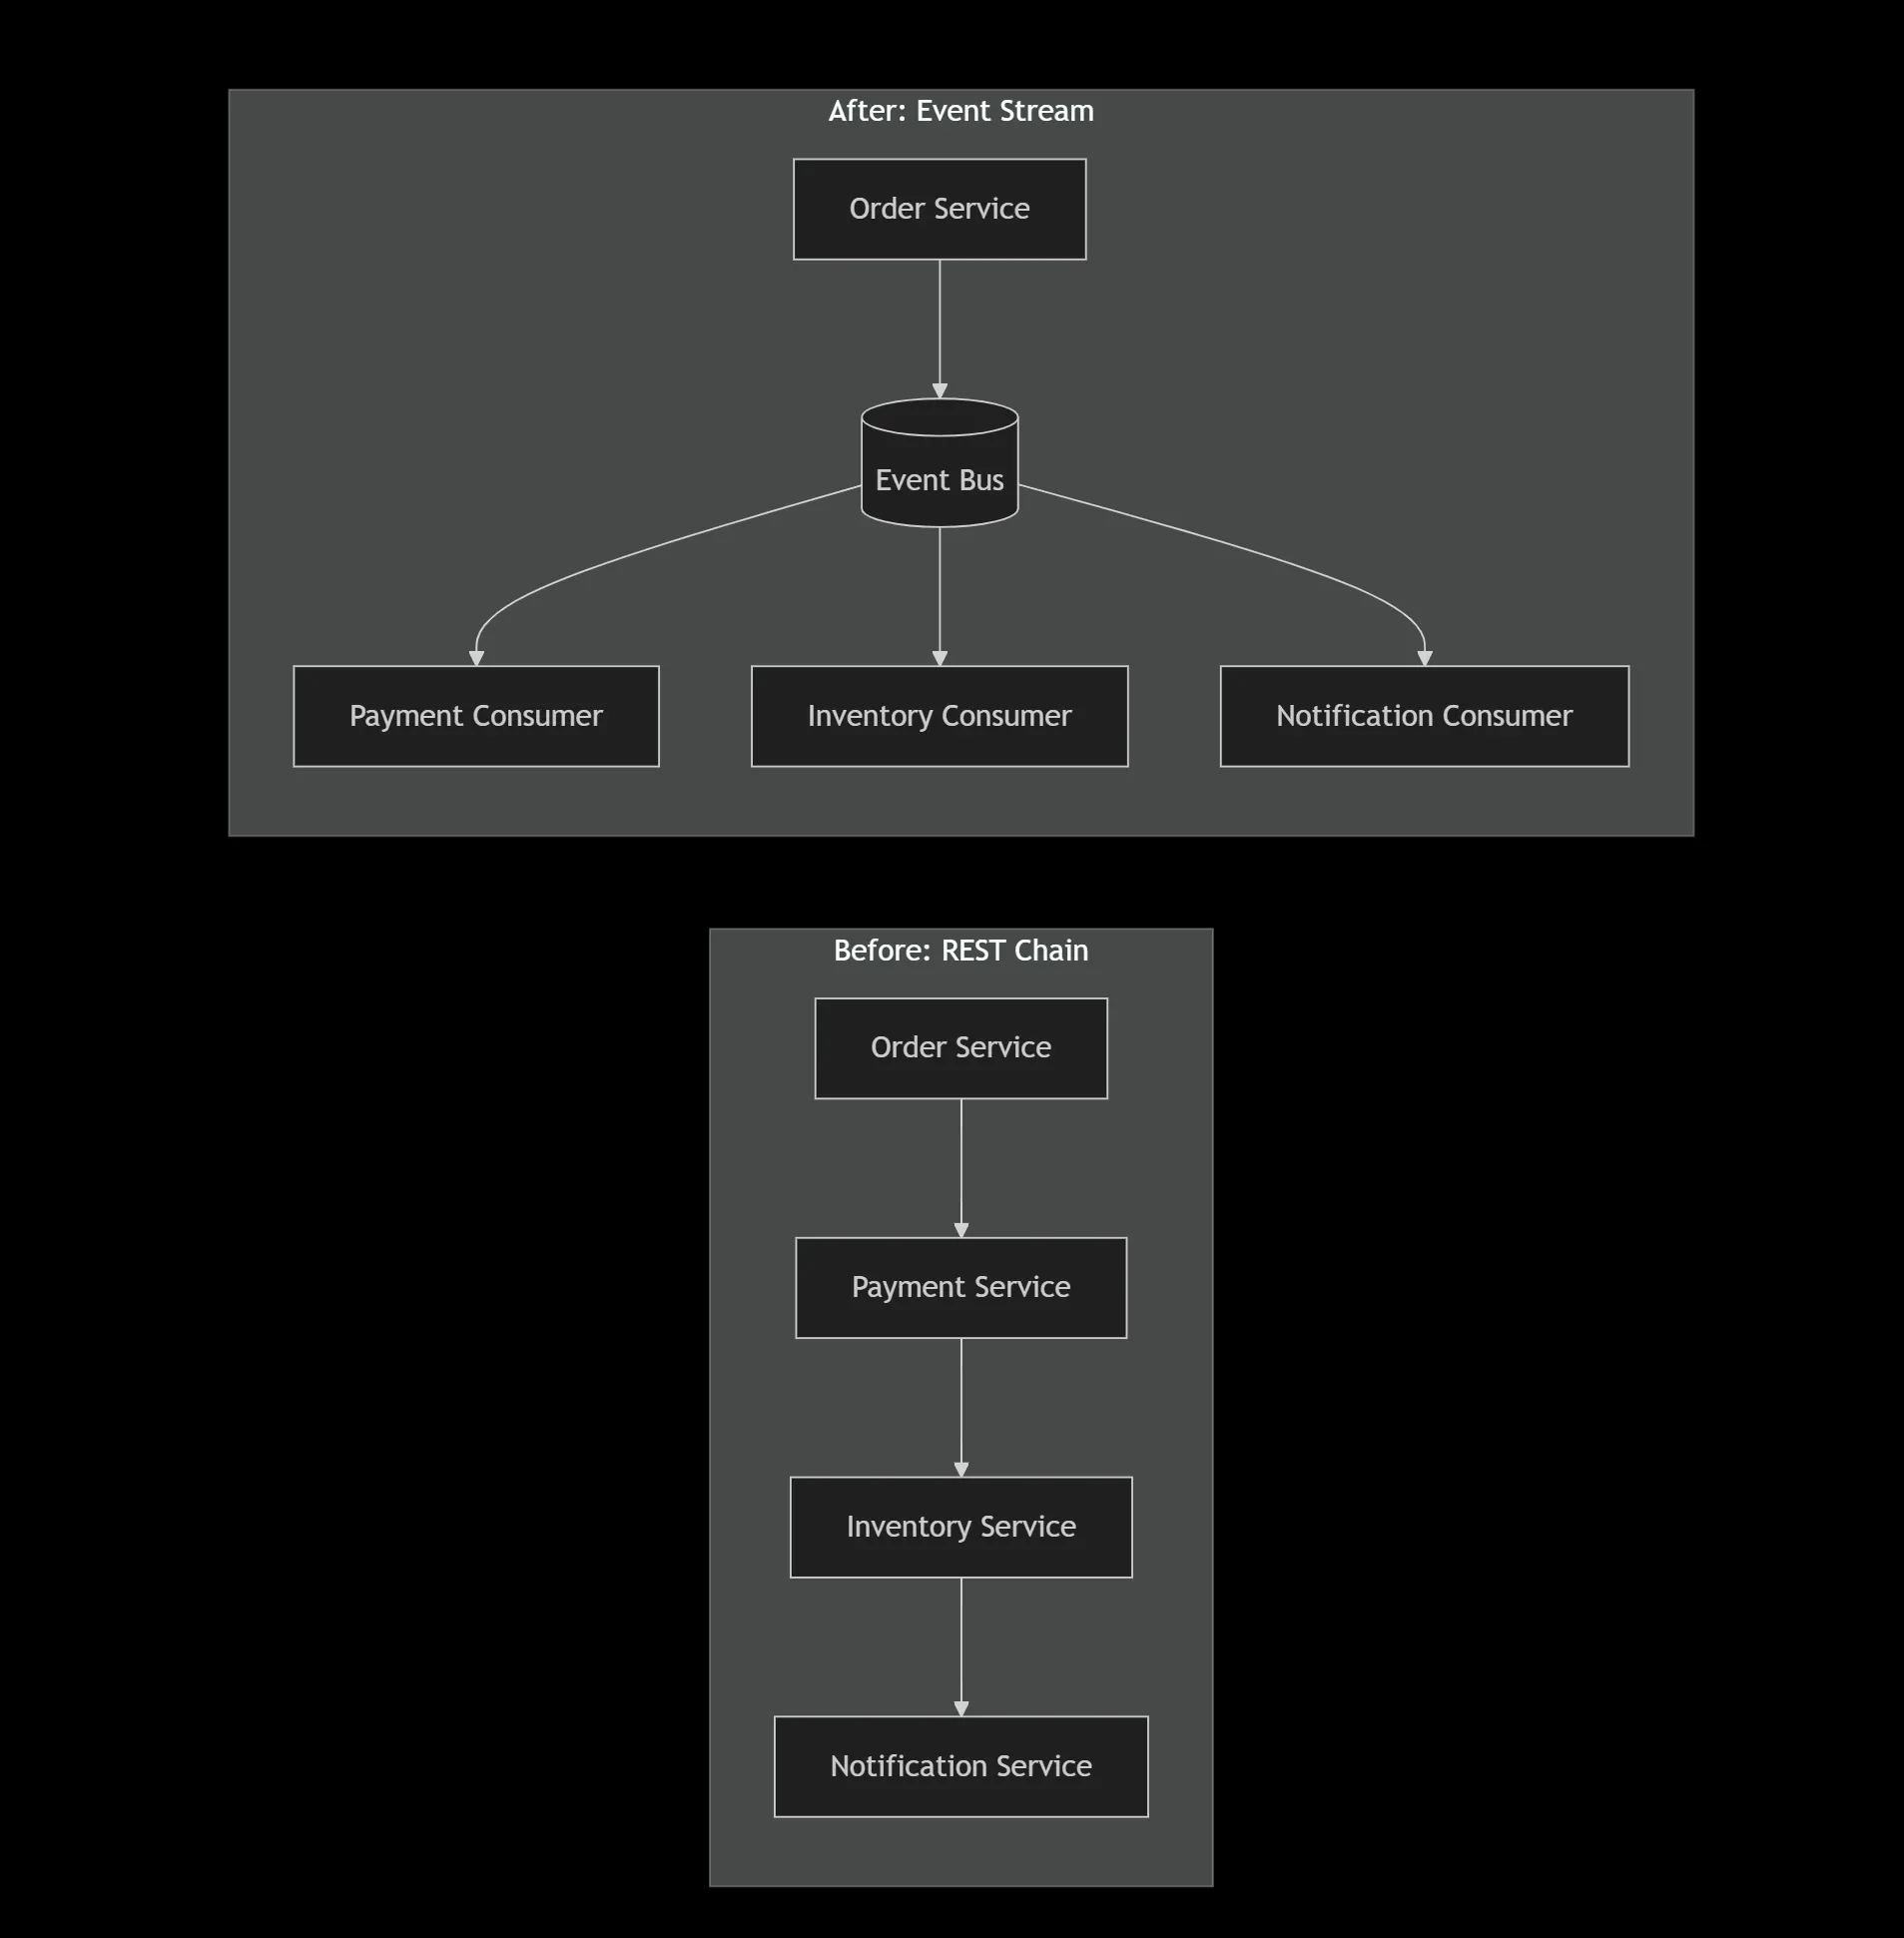 After: Event Stream
Order Service
Event Bus
Payment Consumer
Inventory Consumer
Notification Consumer
Before: REST Chain
Order Service
Payment Service
Inventory Service
Notification Service